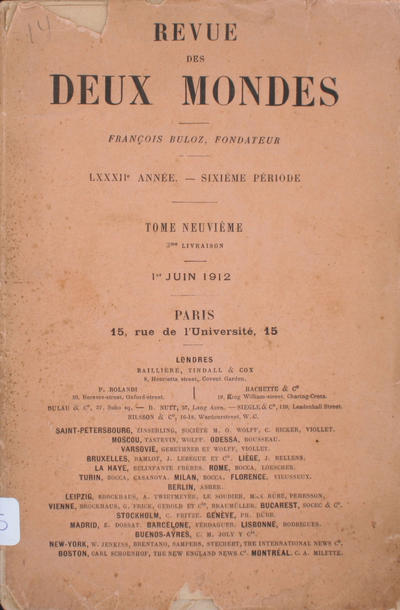 14
REVUE
DES
DEUX MONDES
FRANÇOIS BULOZ, FONDATEUR
LXXXIIe ANNÉE. — SIXIÈME PÉRIODE
TOME NEUVIÈME
3me LIVRAISON
1er JUIN 1912
PARIS
15, rue de l'Université, 15
LONDRES
BAILLIÈRE, TINDALL & COX
8, Henrietta street, Covent Garden.
P. ROLANDI
20, Berners-street, Oxford-street.
HACHETTE & Co
18, King William-street, Charing-Cross.
DULAU & Co, 37, Soho sq. — D. NUTT, 57, Long Acre. — SIEGLE & Co, 129, Leadenhall Street.
NILSSON & Co, 16-18, Wardourstreet, W. C.
SAINT-PETERSBOURG, ZINSERLING, SOCIÉTÉ M. O. WOLFF, C. RICKER, VIOLLET.
MOSCOU, TASTEVIN, WOLFF. ODESSA, ROUSSEAU.
VARSOVIE, GEBETHNER ET WOLFF, VIOLLET.
BRUXELLES, RAMLOT, J. LEBÈGUE ET Cie. LIÈGE, J. BELLENS.
LA HAYE, BELINFANTE FRÈRES. ROME, BOCCA, LOESCHER.
TURIN, BOCCA, CASANOVA. MILAN, BOCCA, FLORENCE, VIEUSSEUX.
BERLIN, ASHER.
LEIPZIG, BROCKHAUS, A. TWIETMEYER, LE SOUDIER, MAX RÜBE,
VIENNE, BROCKHAUS, G. FRICK, GEROLD ET Cie, BRAUMÜLLER. BUCAREST, SOCEC & Co.
STOCKHOLM, C. FRITZE. GENÈVE, PH. DÜRR.
MADRID, E. DOSSAT. BARCELONE, VERDAGUER. LISBONNE, RODRIGUES.
BUENOS-AYRES, C. M. JOLY Y Ca.
NEW-YORK, W. JENKINS, BRENTANO, SAMPERS, STECHERT, THE INTERNATIONAL NEWS Co.
BOSTON, CARL SCHOENHOF, THE NEW ENGLAND NEWS Co. MONTRÉAL. C. A. MILETTE.